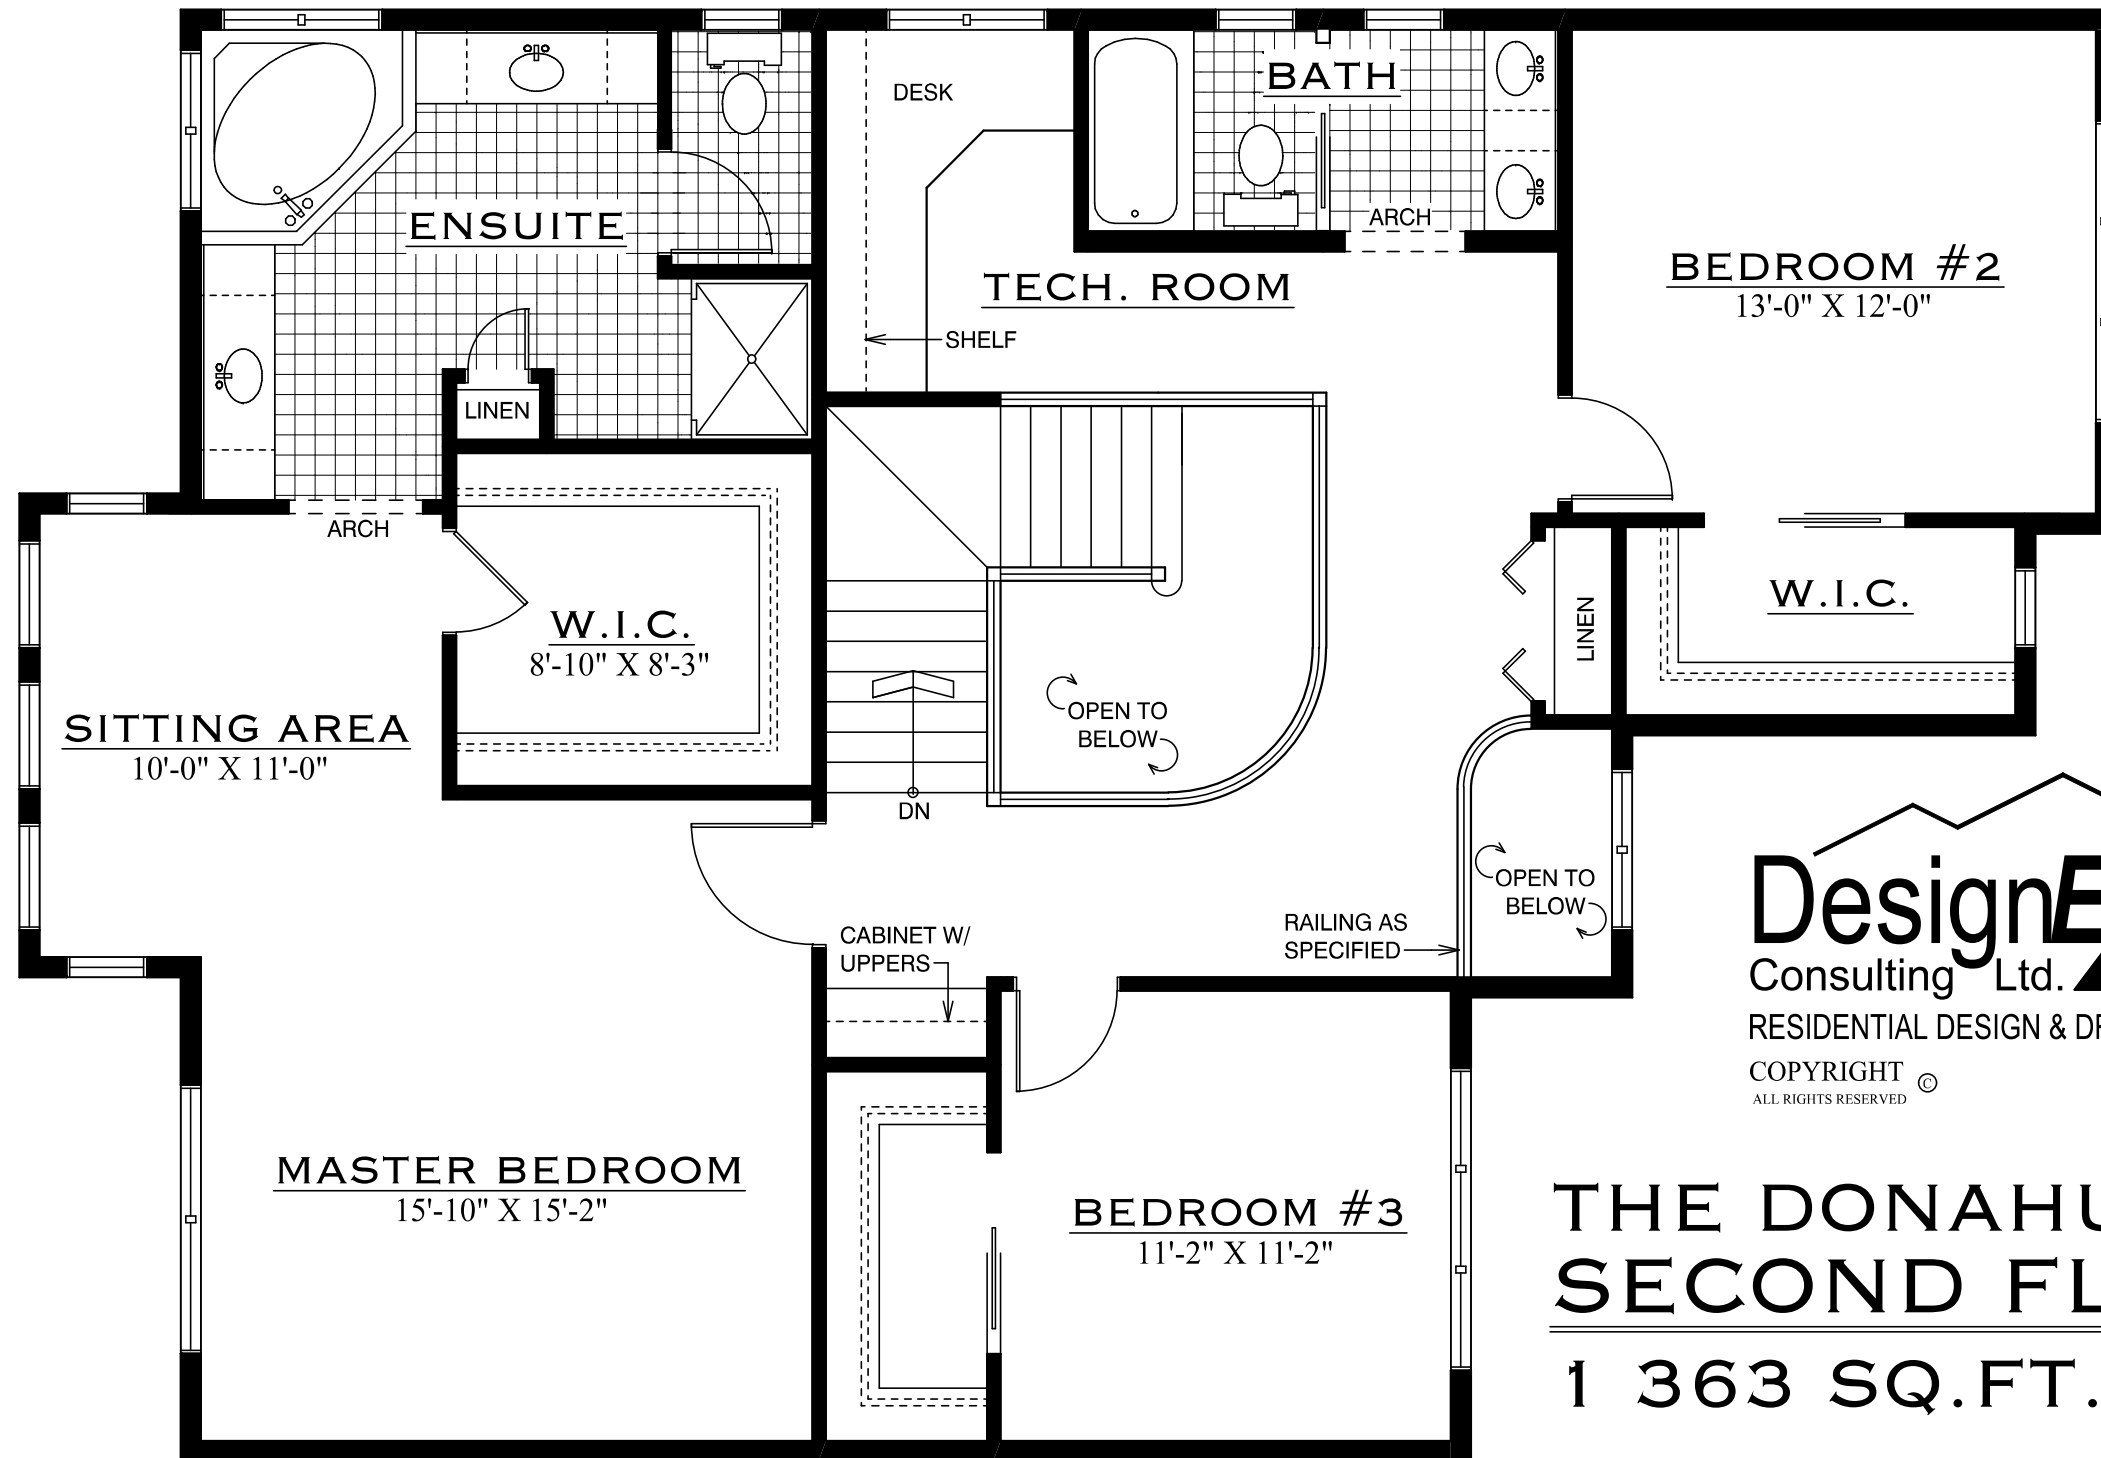 DESK
BATH
ENSUITE
ARCH
BEDROOM #2
13'-0" X 12'-0"
TECH. ROOM
SHELF
LINEN
ARCH
W.I.C.
8'-10" X 8'-3"
LINEN
W.I.C.
SITTING AREA
10'-0" X 11'-0"
OPEN TO
BELOW
DN
OPEN TO
BELOW
CABINET W/
UPPERS
RAILING AS
SPECIFIED
Design
Consulting Ltd.
RESIDENTIAL DESIGN &
COPYRIGHT ©
ALL RIGHTS RESERVED
MASTER BEDROOM
15'-10" X 15'-2"
BEDROOM #3
11'-2" X 11'-2"
THE DONAHU
SECOND FL
1 363 SQ.FT.